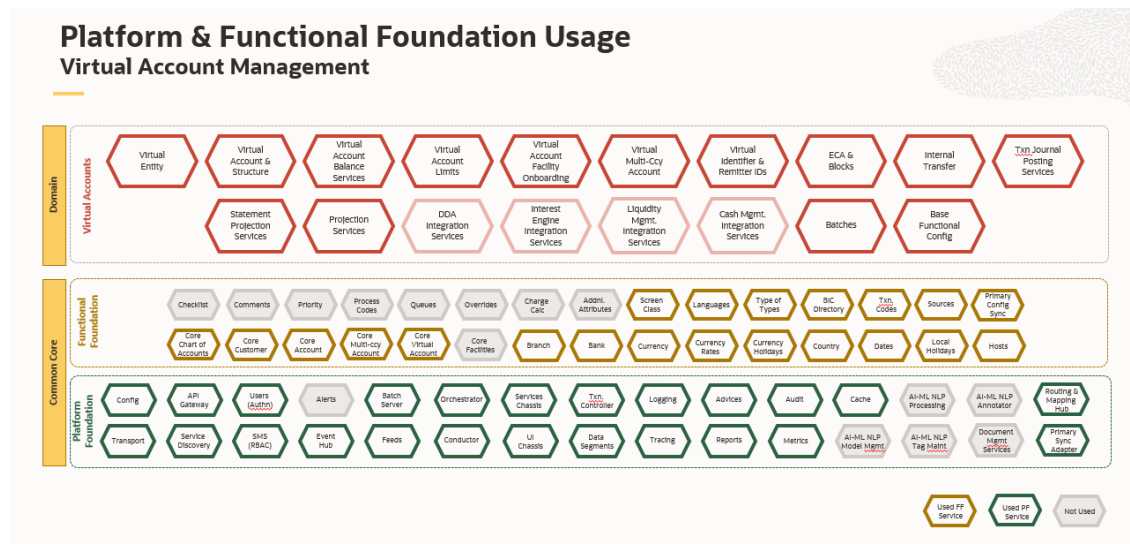 Platform & Functional Foundation Usage
Virtual Account Management
Domain
Virtual Accounts
Virtual
Entity
Virtual
Account &
Structure
Virtual
Account
Balance
Services
Virtual
Account
Limits
Virtual
Account
Facility
Onboarding
Virtual
Multi-Ccy
Account
Virtual
Identifier &
Remitter IDs
ECA &
Blocks
Internal
Transfer
Txn Journal
Posting
Services
Statement
Projection
Services
Projection
Services
DDA
Integration
Services
Interest
Engine
Integration
Services
Liquidity
Mgmt.
Integration
Services
Cash Mgmt.
Integration
Services
Batches
Base
Functional
Config
Common Core
Functional
Foundation
Checklist
Comments
Priority
Process
Codes
Queues
Overrides
Charge
Calc
Addnl.
Attributes
Screen
Class
Languages
Type of
Types
BIC
Directory
Txn.
Codes
Sources
Primary
Config
Sync
Core
Chart of
Accounts
Core
Customer
Core
Account
Core
Multi-ccy
Account
Core
Virtual
Account
Core
Facilities
Branch
Bank
Currency
Currency
Rates
Currency
Holidays
Country
Dates
Local
Holidays
Hosts
Platform
Foundation
Config
API
Gateway
Users
(Authn)
Alerts
Batch
Server
Orchestrator
Services
Chassis
Txn.
Controller
Logging
Advices
Audit
Cache
AI-ML NLP
Processing
AI-ML NLP
Annotator
Routing &
Mapping
Hub
Transport
Service
Discovery
SMS
(RBAC)
Event
Hub
Feeds
Conductor
UI
Chassis
Data
Segments
Tracing
Reports
Metrics
AI-ML NLP
Model Mgmt
AI-ML NLP
Tag Maint
Document
Mgmt
Services
Primary
Sync
Adapter
Used FF
Service
Used PF
Service
Not Used